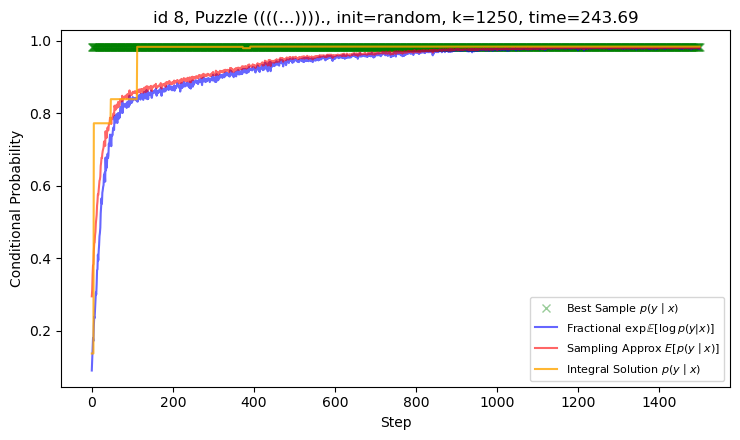 id 8, Puzzle ((((...))))., init=random, k=1250, time=243.69
1.0
0.8
0.6
0.4
0.2
Conditional Probability
Best Sample p(y | x)
Fractional exp𝔼[log p(y|x)]
Sampling Approx E[p(y | x)]
Integral Solution p(y | x)
0 200 400 600 800 1000 1200 1400
Step